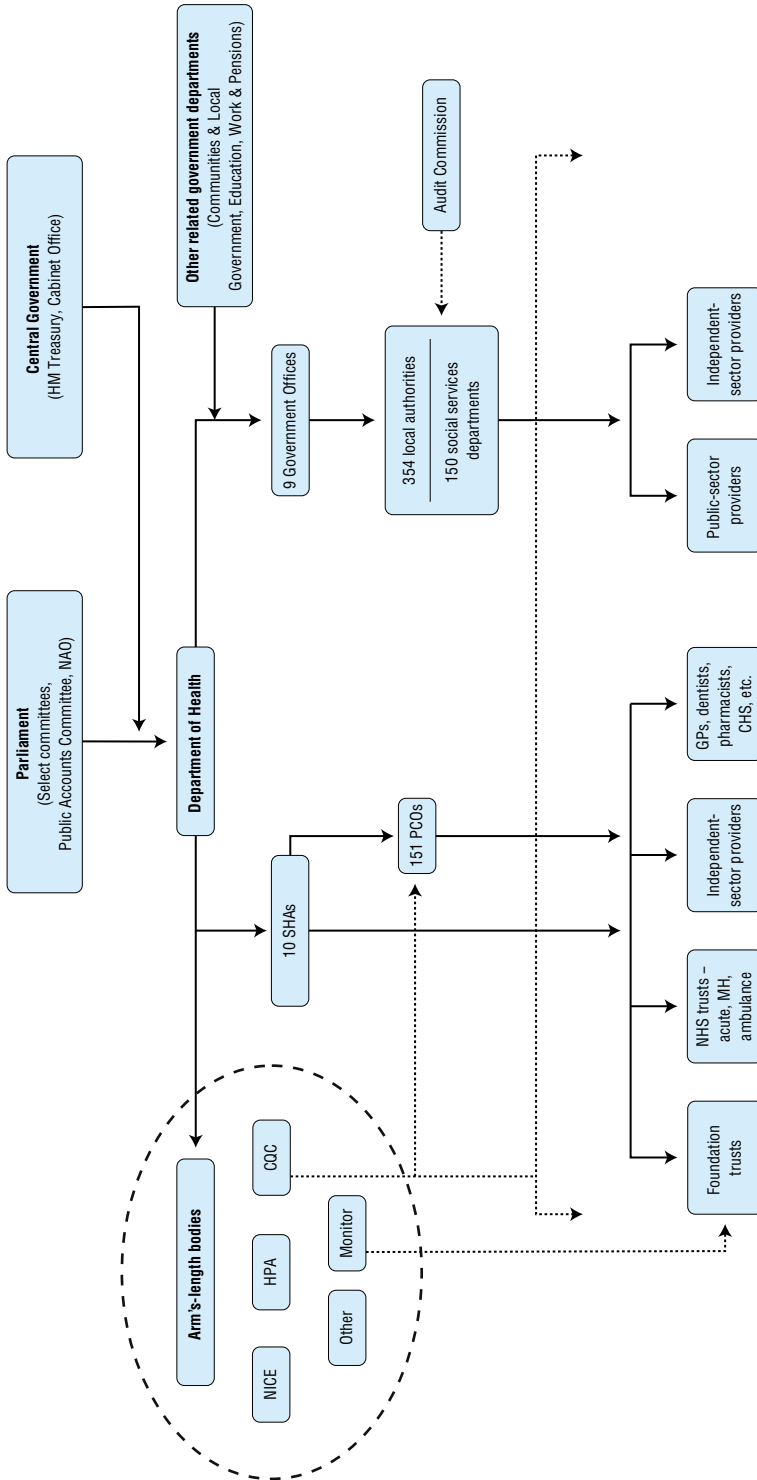 Parliament
(Select committees,
Public Accounts Committee, NAO)
Central Government
(HM Treasury, Cabinet Office)
Other related government departments
(Communities & Local
Government, Education, Work & Pensions)
Department of Health
Arm's-length bodies
NICE
HPA
CQC
Other
Monitor
10 SHAs
151 PCOs
9 Government Offices
354 local authorities
150 social services
departments
Audit Commission
Foundation
trusts
NHS trusts –
acute, MH,
ambulance
Independent-
sector providers
GPs, dentists,
pharmacists,
CHS, etc.
Public-sector
providers
Independent-
sector providers